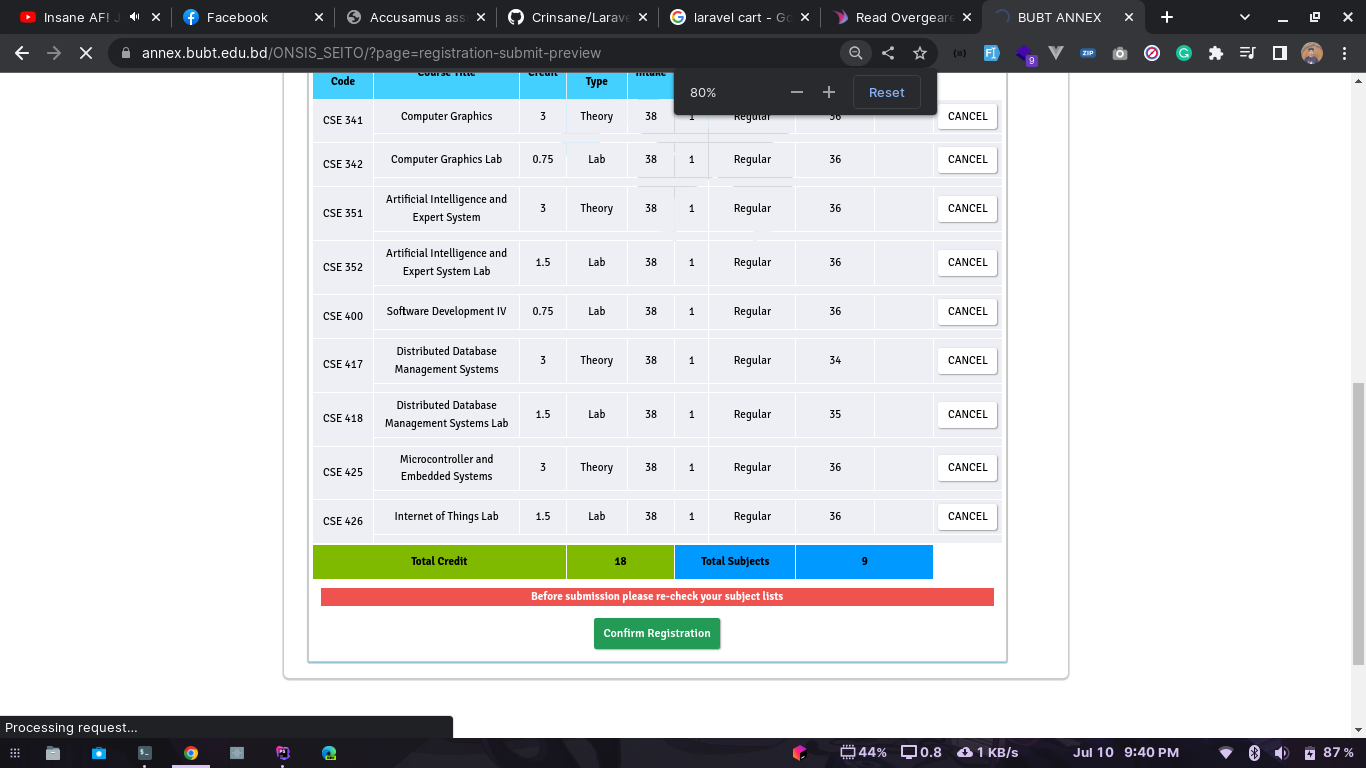 Insane AF! J
Facebook
Accusamus ass
Crinsane/Larave
laravel cart - Go
Read Overgeare
BUBT ANNEX
annex.bubt.edu.bd/ONSIS_SEITO/?page=registration-submit-preview
9
ZIP
80%
Reset
Code Course Title Credit Type Intake
CSE 341 Computer Graphics 3 Theory 38 1 Regular 36 CANCEL
CSE 342 Computer Graphics Lab 0.75 Lab 38 1 Regular 36 CANCEL
Artificial Intelligence and
CSE 351 Expert System 3 Theory 38 1 Regular 36 CANCEL
Artificial Intelligence and
CSE 352 Expert System Lab 1.5 Lab 38 1 Regular 36 CANCEL
CSE 400 Software Development IV 0.75 Lab 38 1 Regular 36 CANCEL
Distributed Database
CSE 417 Management Systems 3 Theory 38 1 Regular 34 CANCEL
Distributed Database
CSE 418 Management Systems Lab 1.5 Lab 38 1 Regular 35 CANCEL
Microcontroller and
CSE 425 Embedded Systems 3 Theory 38 1 Regular 36 CANCEL
CSE 426 Internet of Things Lab 1.5 Lab 38 1 Regular 36 CANCEL
Total Credit 18 Total Subjects 9
Before submission please re-check your subject lists
Confirm Registration
Processing request...
44% 0.8 1 KB/s Jul 10 9:40 PM 87 %